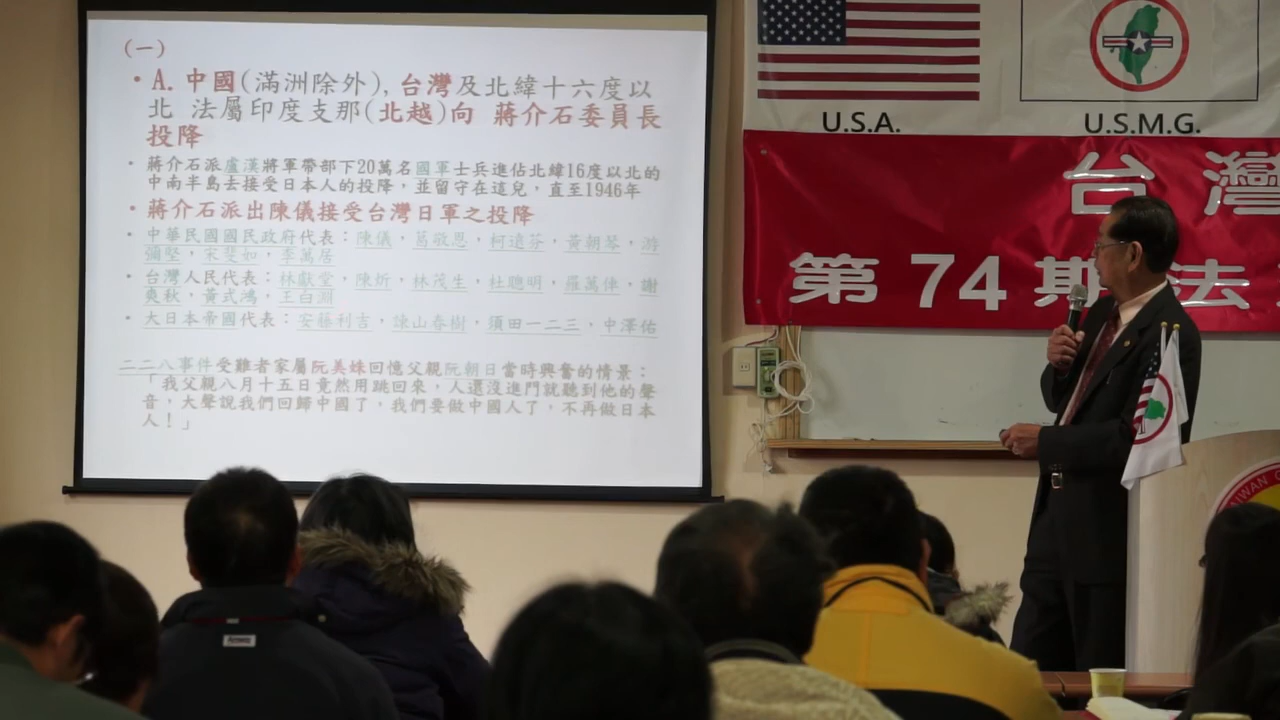 (一)
• A. 中國(滿洲除外), 台灣及北緯十六度以
北 法屬印度支那(北越)向 蔣介石委員長
投降
• 蔣介石派盧漢將軍帶部下20萬名國軍士兵進佔北緯16度以北的
中南半島去接受日本人的投降，並留守在這兒，直至1946年
• 蔣介石派出陳儀接受台灣日軍之投降
• 中華民國國民政府代表：陳儀，葛敬恩，柯遠芬，黃朝琴，游
彌堅，宋斐如，李萬居
• 台灣人民代表：林獻堂，陳炘，林茂生，杜聰明，羅萬俥，謝
爽秋，黃式鴻，王白淵
• 大日本帝國代表：安藤利吉，諫山春樹，須田一二三，中澤佑
二二八事件受難者家屬阮美姝回憶父親阮朝日當時興奮的情景：
「我父親八月十五日竟然用跳回來，人還沒進門就聽到他的聲
音，大聲說我們回歸中國了，我們要做中國人了，不再做日本
人！」
U.S.A.
U.S.M.G.
台灣
第74期法